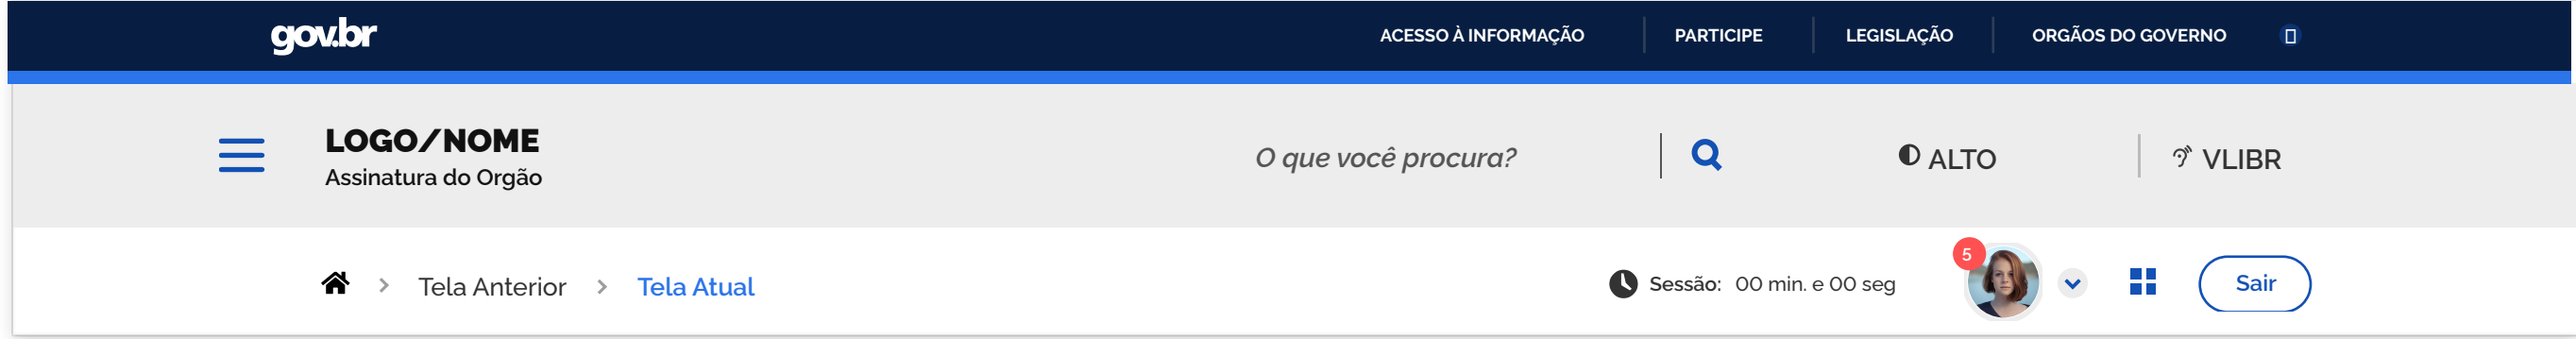 gov.br
ACESSO À INFORMAÇÃO
PARTICIPE
LEGISLAÇÃO
ORGÃOS DO GOVERNO
LOGO/NOME
Assinatura do Orgão
O que você procura?
ALTO
VLIBR
Tela Anterior
Tela Atual
Sessão: 00 min. e 00 seg
5
Sair